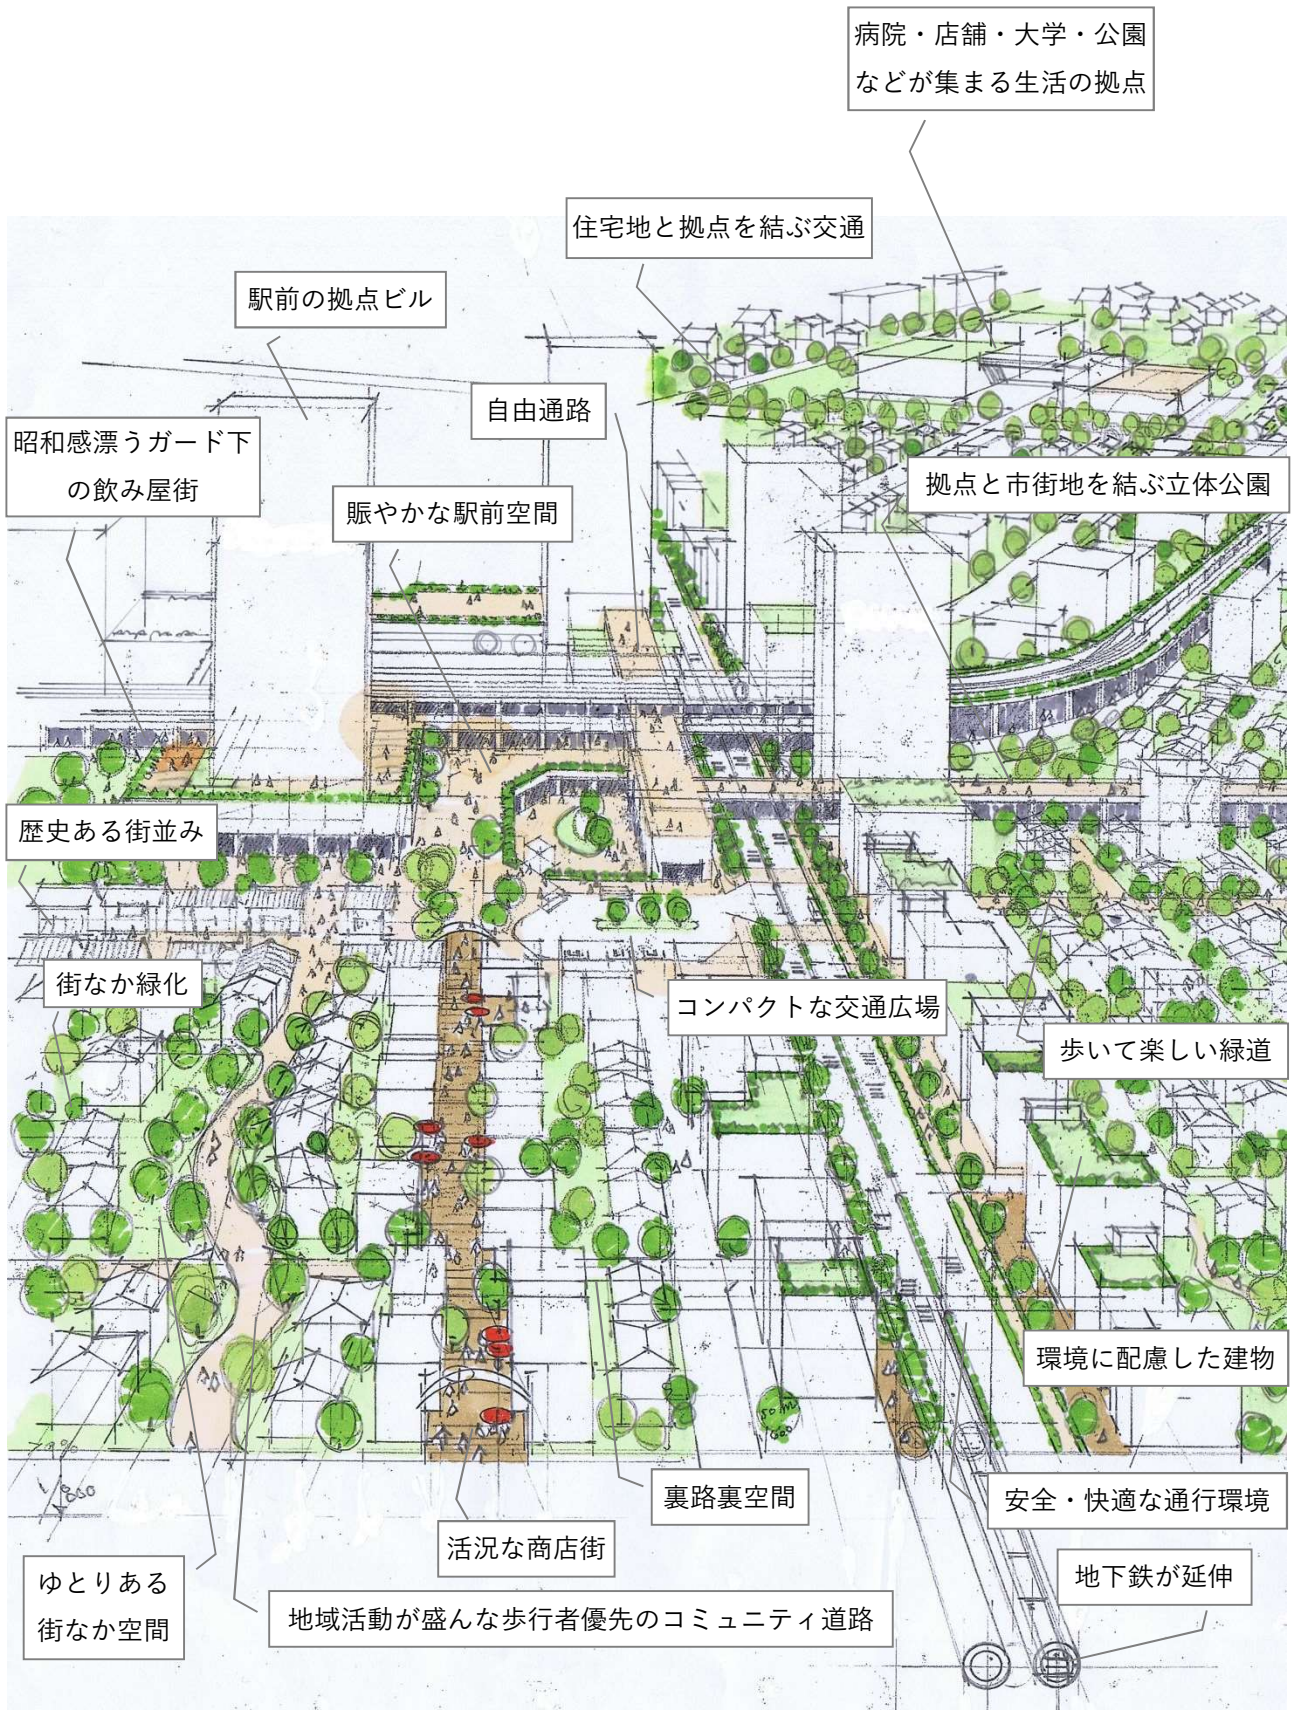 病院・店舗・大学・公園
などが集まる生活の拠点
住宅地と拠点を結ぶ交通
駅前の拠点ビル
自由通路
昭和感漂うガード下
の飲み屋街
拠点と市街地を結ぶ立体公園
賑やかな駅前空間
歴史ある街並み
街なか緑化
コンパクトな交通広場
歩いて楽しい緑道
環境に配慮した建物
裏路裏空間
安全・快適な通行環境
活況な商店街
地下鉄が延伸
ゆとりある
街なか空間
地域活動が盛んな歩行者優先のコミュニティ道路